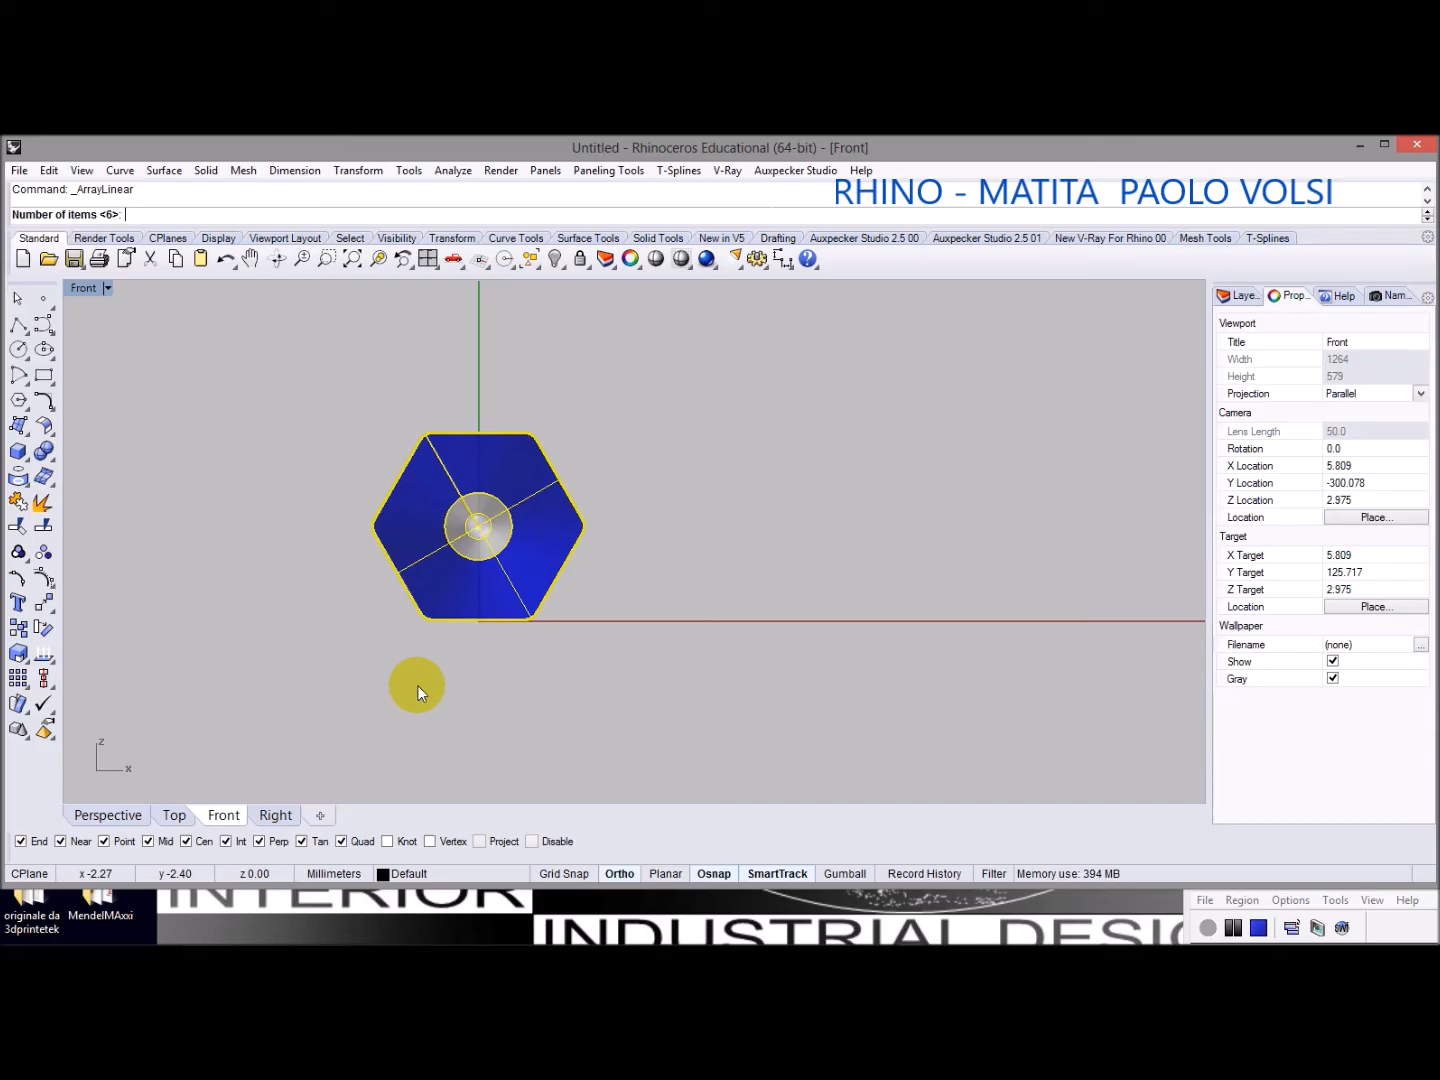 Untitled - Rhinoceros Educational (64-bit) - [Front]
File Edit View Curve Surface Solid Mesh Dimension Transform Tools Analyze Render Panels Paneling Tools T-Splines V-Ray Auxpecker Studio Help
Command: _ArrayLinear
RHINO - MATITA PAOLO VOLSI
Number of items <6>:
Standard Render Tools CPlanes Display Viewport Layout Select Visibility Transform Curve Tools Surface Tools Solid Tools New in V5 Drafting Auxpecker Studio 2.5 00 Auxpecker Studio 2.5 01 New V-Ray For Rhino 00 Mesh Tools T-Splines
Front
Laye... Prop... Help Nam...
Viewport
Title Front
Width 1264
Height 579
Projection Parallel
Camera
Lens Length 50.0
Rotation 0.0
X Location 5.809
Y Location -300.078
Z Location 2.975
Location Place...
Target
X Target 5.809
Y Target 125.717
Z Target 2.975
Location Place...
Wallpaper
Filename (none) ...
Show
Gray
z
x
Perspective Top Front Right
End Near Point Mid Cen Int Perp Tan Quad Knot Vertex Project Disable
CPlane x -2.27 y -2.40 z 0.00 Millimeters Default Grid Snap Ortho Planar Osnap SmartTrack Gumball Record History Filter Memory use: 394 MB
INTERIOR
originale da 3dprintetek
MendelMAxxi
INDUSTRIAL DESIG
File Region Options Tools View Help